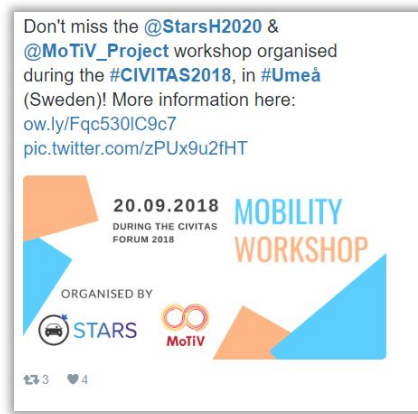 Don't miss the @StarsH2020 &
@MoTiV_Project workshop organised
during the #CIVITAS2018, in #Umeå
(Sweden)! More information here:
ow.ly/Fqc530lC9c7
pic.twitter.com/zPUx9u2fHT
20.09.2018
DURING THE CIVITAS
FORUM 2018
MOBILITY
WORKSHOP
ORGANISED BY
STARS
MoTiV
3 4